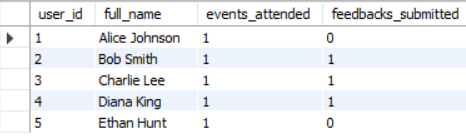 user_id full_name events_attended feedbacks_submitted
1 Alice Johnson 1 0
2 Bob Smith 1 1
3 Charlie Lee 1 1
4 Diana King 1 1
5 Ethan Hunt 1 0